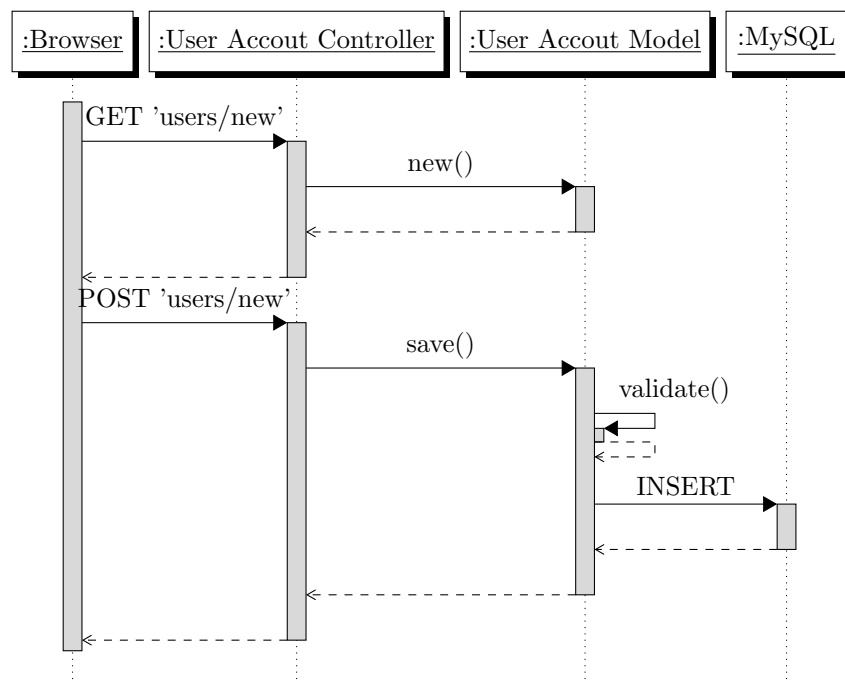 :Browser
:User Accout Controller
:User Accout Model
:MySQL
GET 'users/new'
new()
POST 'users/new'
save()
validate()
INSERT